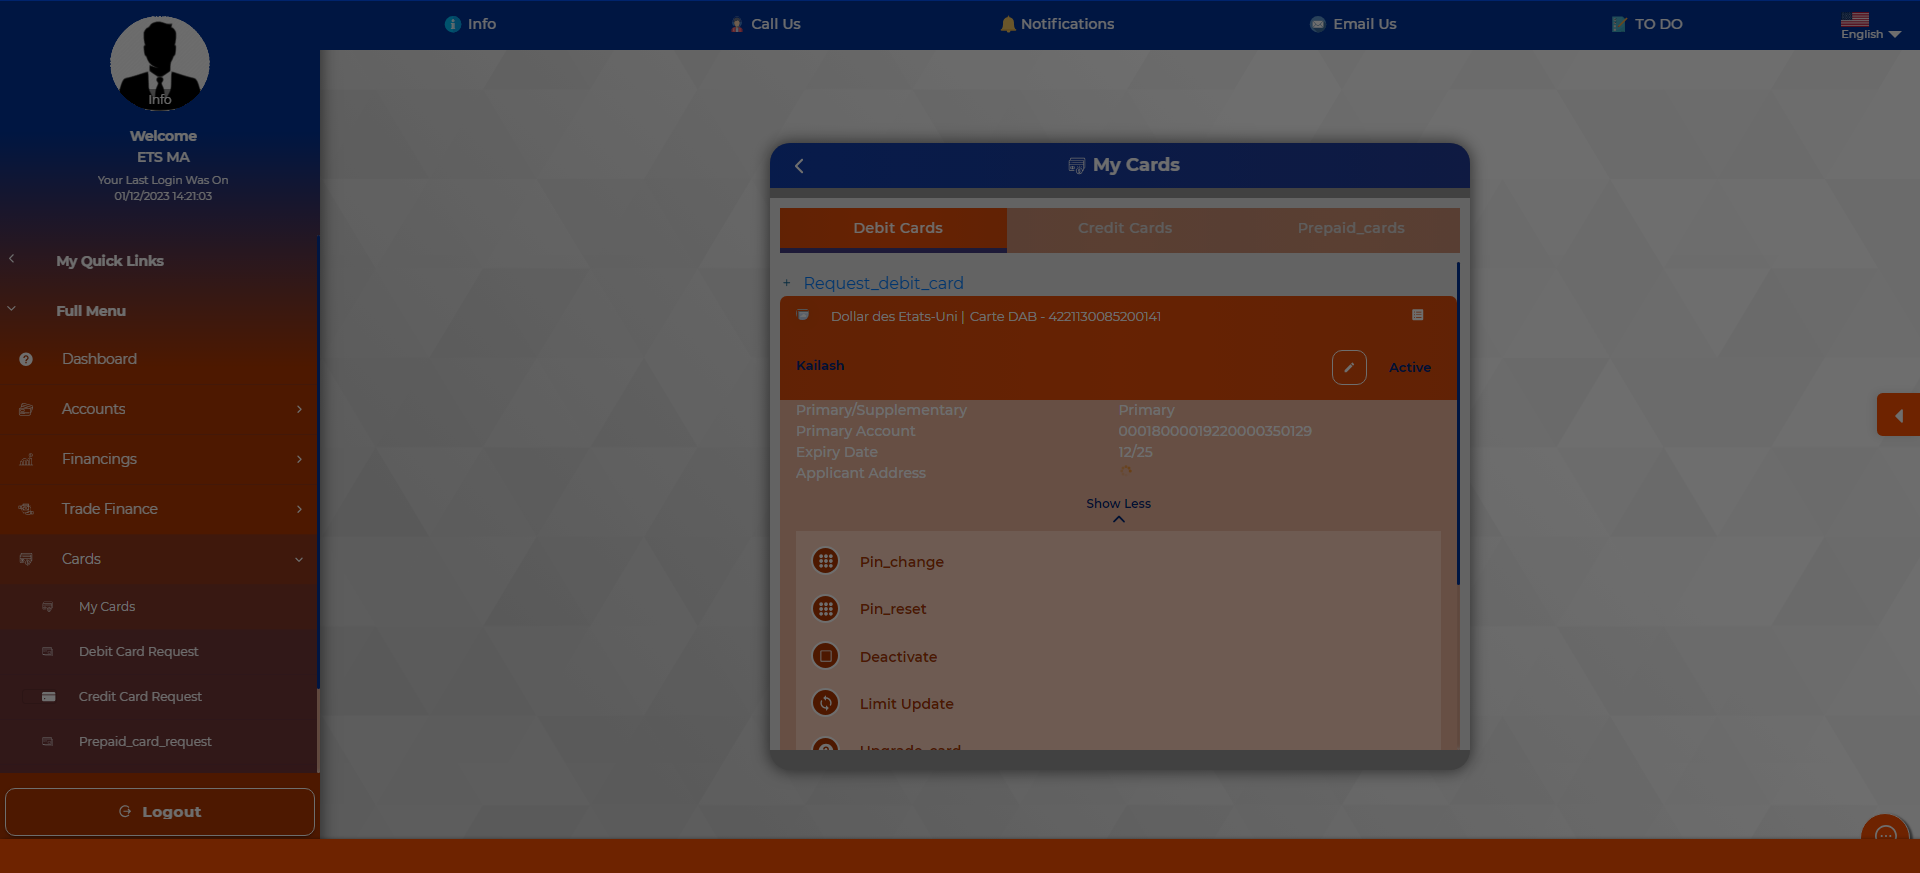 Info
Call Us
Notifications
Email Us
TO DO
English
Info
Welcome
ETS MA
Your Last Login Was On
01/12/2023 14:21:03
My Quick Links
Full Menu
Dashboard
Accounts
Financings
Trade Finance
Cards
My Cards
Debit Card Request
Credit Card Request
Prepaid_card_request
Logout
My Cards
Debit Cards
Credit Cards
Prepaid_cards
+ Request_debit_card
Dollar des Etats-Uni | Carte DAB - 4221130085200141
Kailash
Active
Primary/Supplementary Primary
Primary Account 00018000019220000350129
Expiry Date 12/25
Applicant Address
Show Less
Pin_change
Pin_reset
Deactivate
Limit Update
Upgrade_card